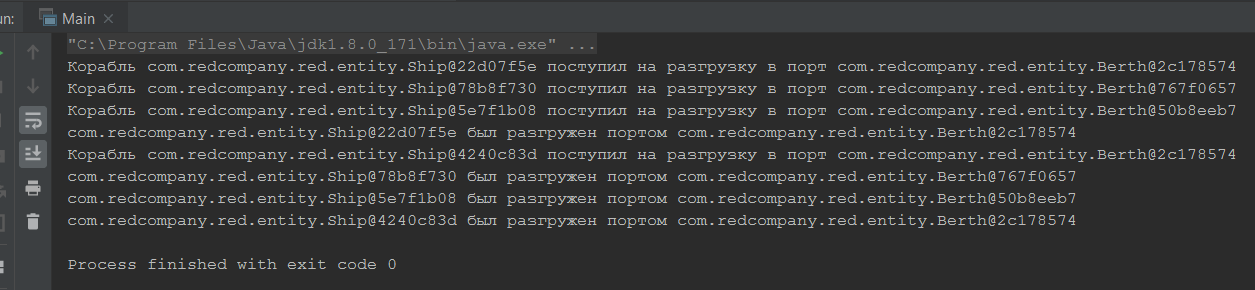 un:
Main
"C:\Program Files\Java\jdk1.8.0_171\bin\java.exe" ...
Корабль com.redcompany.red.entity.Ship@22d07f5e поступил на разгрузку в порт com.redcompany.red.entity.Berth@2c178574
Корабль com.redcompany.red.entity.Ship@78b8f730 поступил на разгрузку в порт com.redcompany.red.entity.Berth@767f0657
Корабль com.redcompany.red.entity.Ship@5e7f1b08 поступил на разгрузку в порт com.redcompany.red.entity.Berth@50b8eeb7
com.redcompany.red.entity.Ship@22d07f5e был разгружен портом com.redcompany.red.entity.Berth@2c178574
Корабль com.redcompany.red.entity.Ship@4240c83d поступил на разгрузку в порт com.redcompany.red.entity.Berth@2c178574
com.redcompany.red.entity.Ship@78b8f730 был разгружен портом com.redcompany.red.entity.Berth@767f0657
com.redcompany.red.entity.Ship@5e7f1b08 был разгружен портом com.redcompany.red.entity.Berth@50b8eeb7
com.redcompany.red.entity.Ship@4240c83d был разгружен портом com.redcompany.red.entity.Berth@2c178574
Process finished with exit code 0